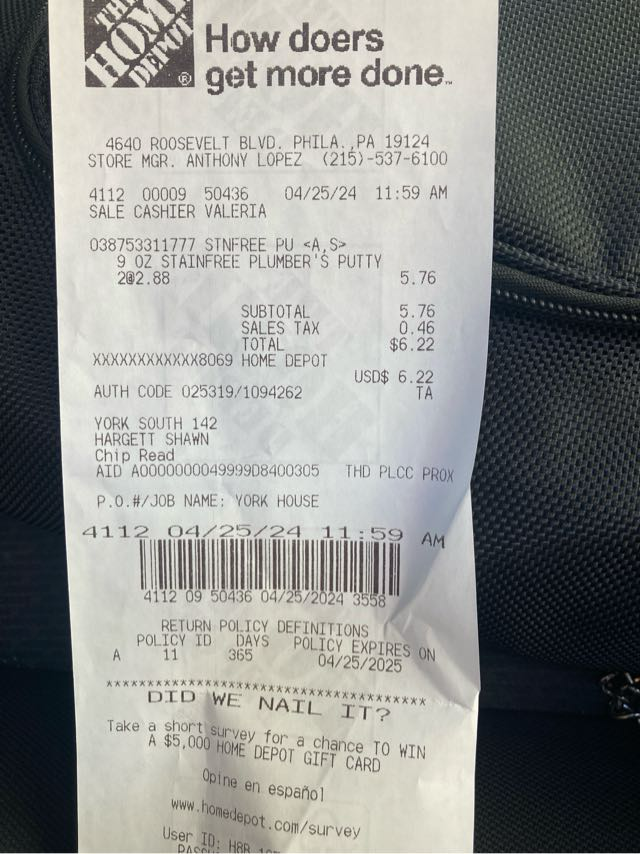 THE
HOME
DEPOT
®
How doers
get more done™
4640 ROOSEVELT BLVD. PHILA.,PA 19124
STORE MGR. ANTHONY LOPEZ (215)-537-6100
4112 00009 50436 04/25/24 11:59 AM
SALE CASHIER VALERIA
038753311777 STNFREE PU <A,S>
9 OZ STAINFREE PLUMBER'S PUTTY
2@2.88 5.76
SUBTOTAL 5.76
SALES TAX 0.46
TOTAL $6.22
XXXXXXXXXXXX8069 HOME DEPOT
USD$ 6.22
AUTH CODE 025319/1094262 TA
YORK SOUTH 142
HARGETT SHAWN
Chip Read
AID A0000000049999D8400305 THD PLCC PROX
P.O.#/JOB NAME: YORK HOUSE
4112 04/25/24 11:59 AM
4112 09 50436 04/25/2024 3558
RETURN POLICY DEFINITIONS
POLICY ID DAYS POLICY EXPIRES ON
A 11 365 04/25/2025
****************************************
DID WE NAIL IT?
Take a short survey for a chance TO WIN
A $5,000 HOME DEPOT GIFT CARD
Opine en español
www.homedepot.com/survey
User ID: H8R